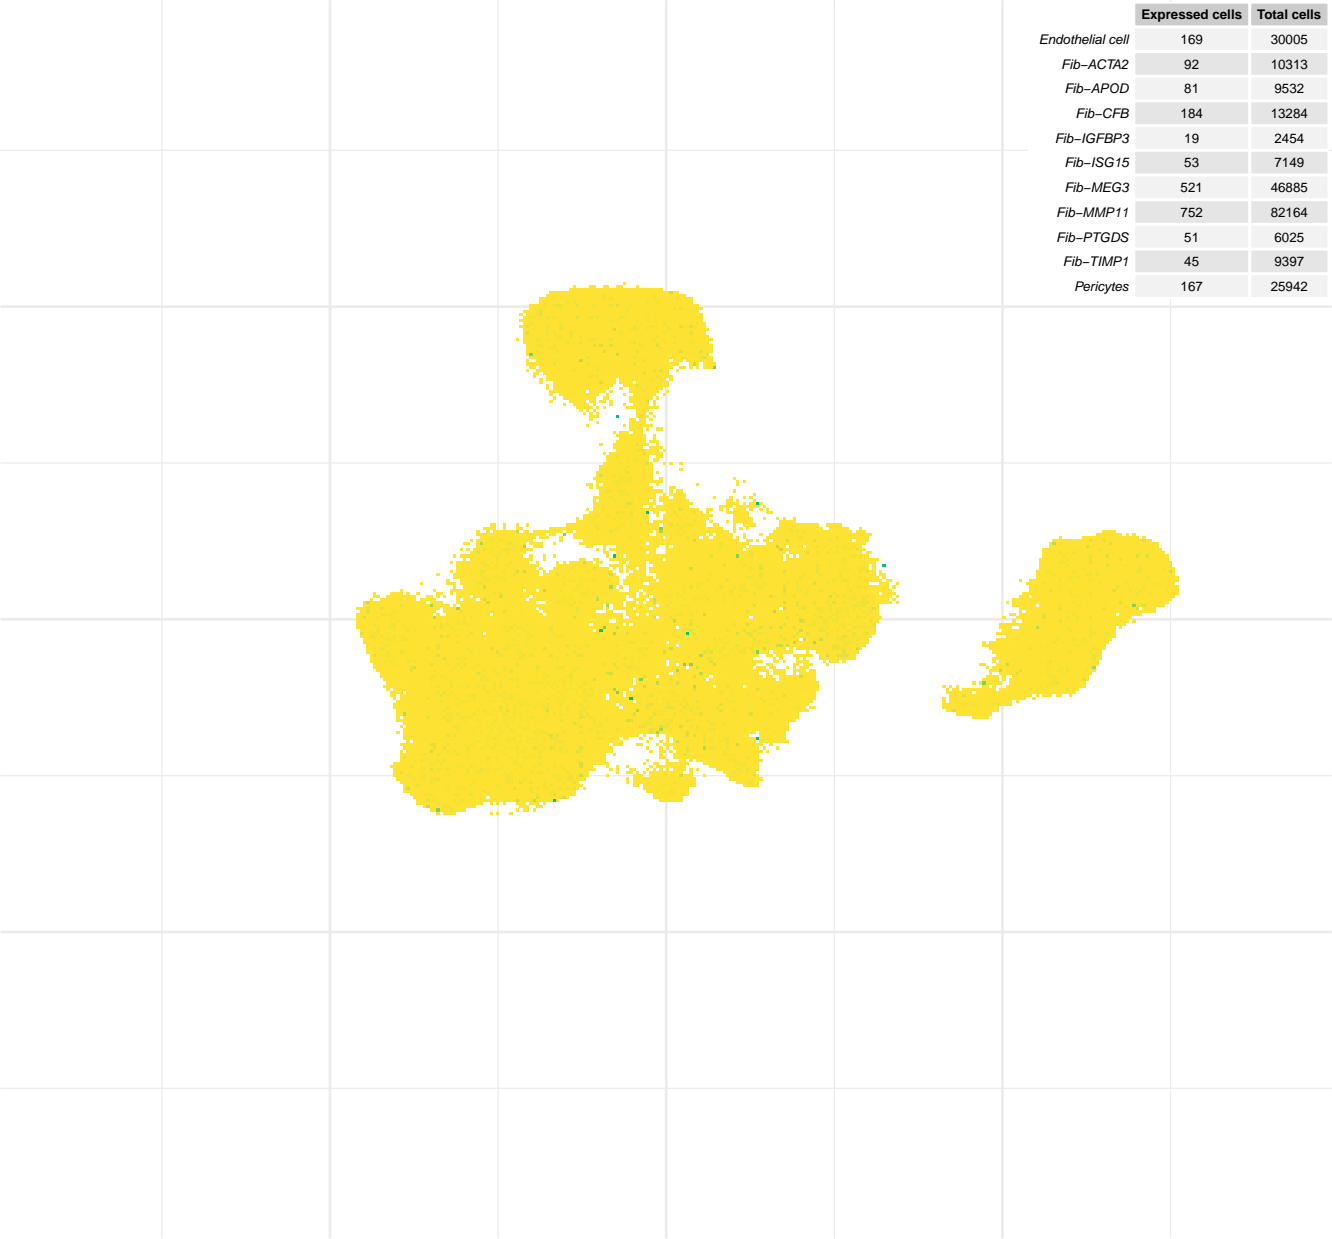 Expressed cells Total cells
Endothelial cell 169 30005
Fib−ACTA2 92 10313
Fib−APOD 81 9532
Fib−CFB 184 13284
Fib−IGFBP3 19 2454
Fib−ISG15 53 7149
Fib−MEG3 521 46885
Fib−MMP11 752 82164
Fib−PTGDS 51 6025
Fib−TIMP1 45 9397
Pericytes 167 25942